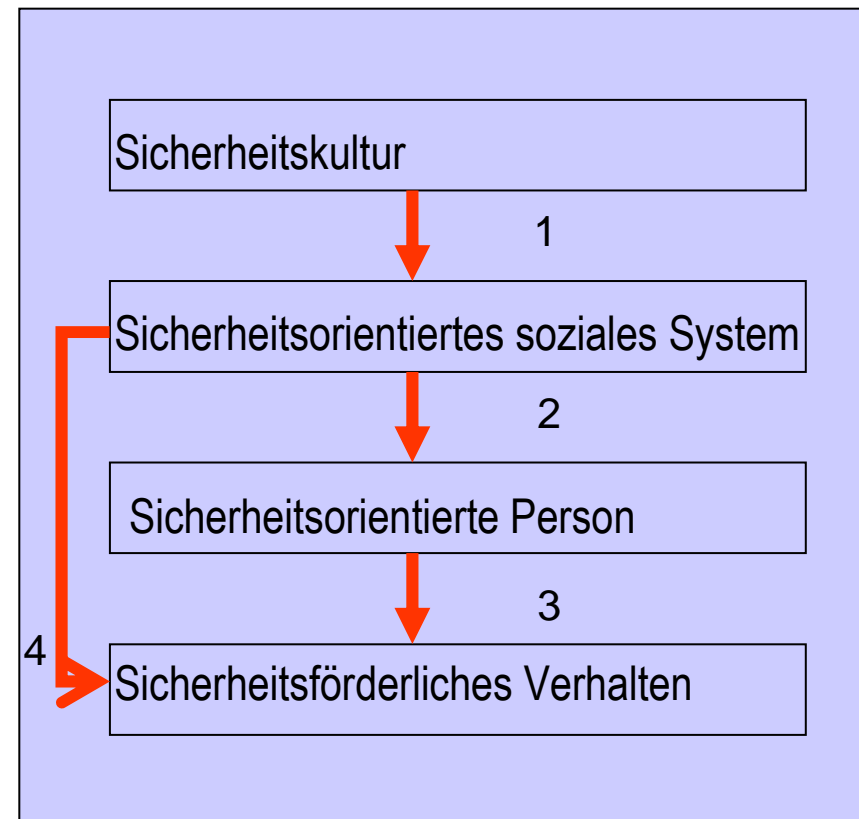 Sicherheitskultur
1
Sicherheitsorientiertes soziales System
2
Sicherheitsorientierte Person
3
4
Sicherheitsförderliches Verhalten